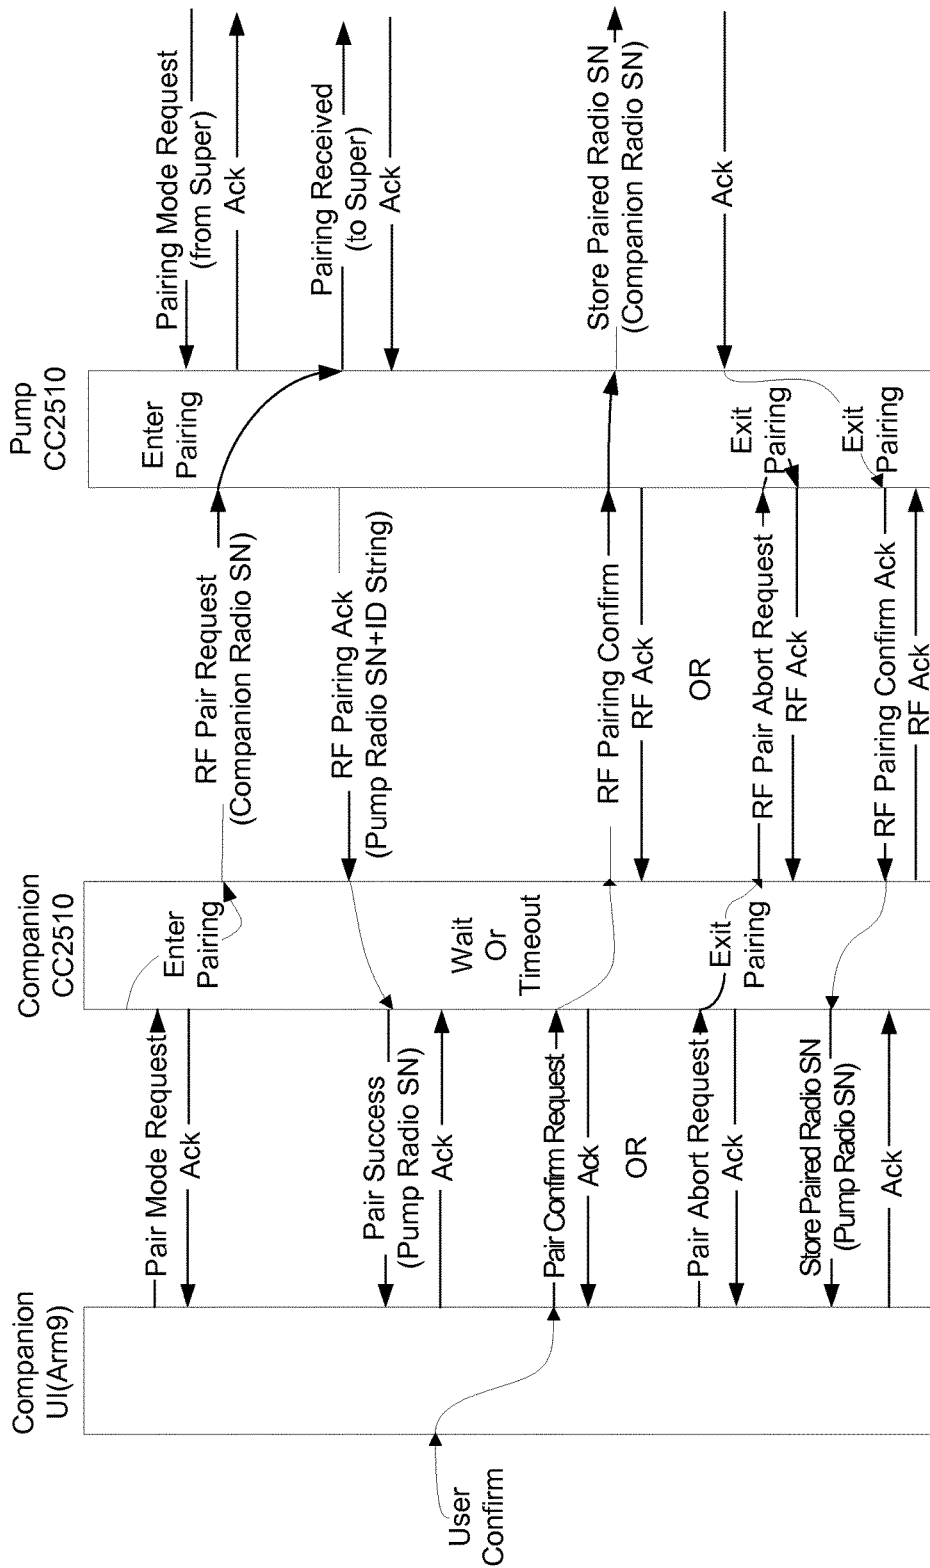 Companion
UI(Arm9)
Companion
CC2510
Pump
CC2510
Pair Mode Request
Ack
Enter
Pairing
RF Pair Request
(Companion Radio SN)
Enter
Pairing
Pairing Mode Request
(from Super)
Ack
Pairing Received
(to Super)
Ack
RF Pairing Ack
(Pump Radio SN+ID String)
Pair Success
(Pump Radio SN)
Ack
User
Confirm
Wait
Or
Timeout
Pair Confirm Request
Ack
RF Pairing Confirm
RF Ack
Store Paired Radio SN
(Companion Radio SN)
OR
OR
Pair Abort Request
Ack
Exit
Pairing
RF Pair Abort Request
RF Ack
Exit
Pairing
Ack
Exit
Pairing
RF Pairing Confirm Ack
RF Ack
Store Paired Radio SN
(Pump Radio SN)
Ack